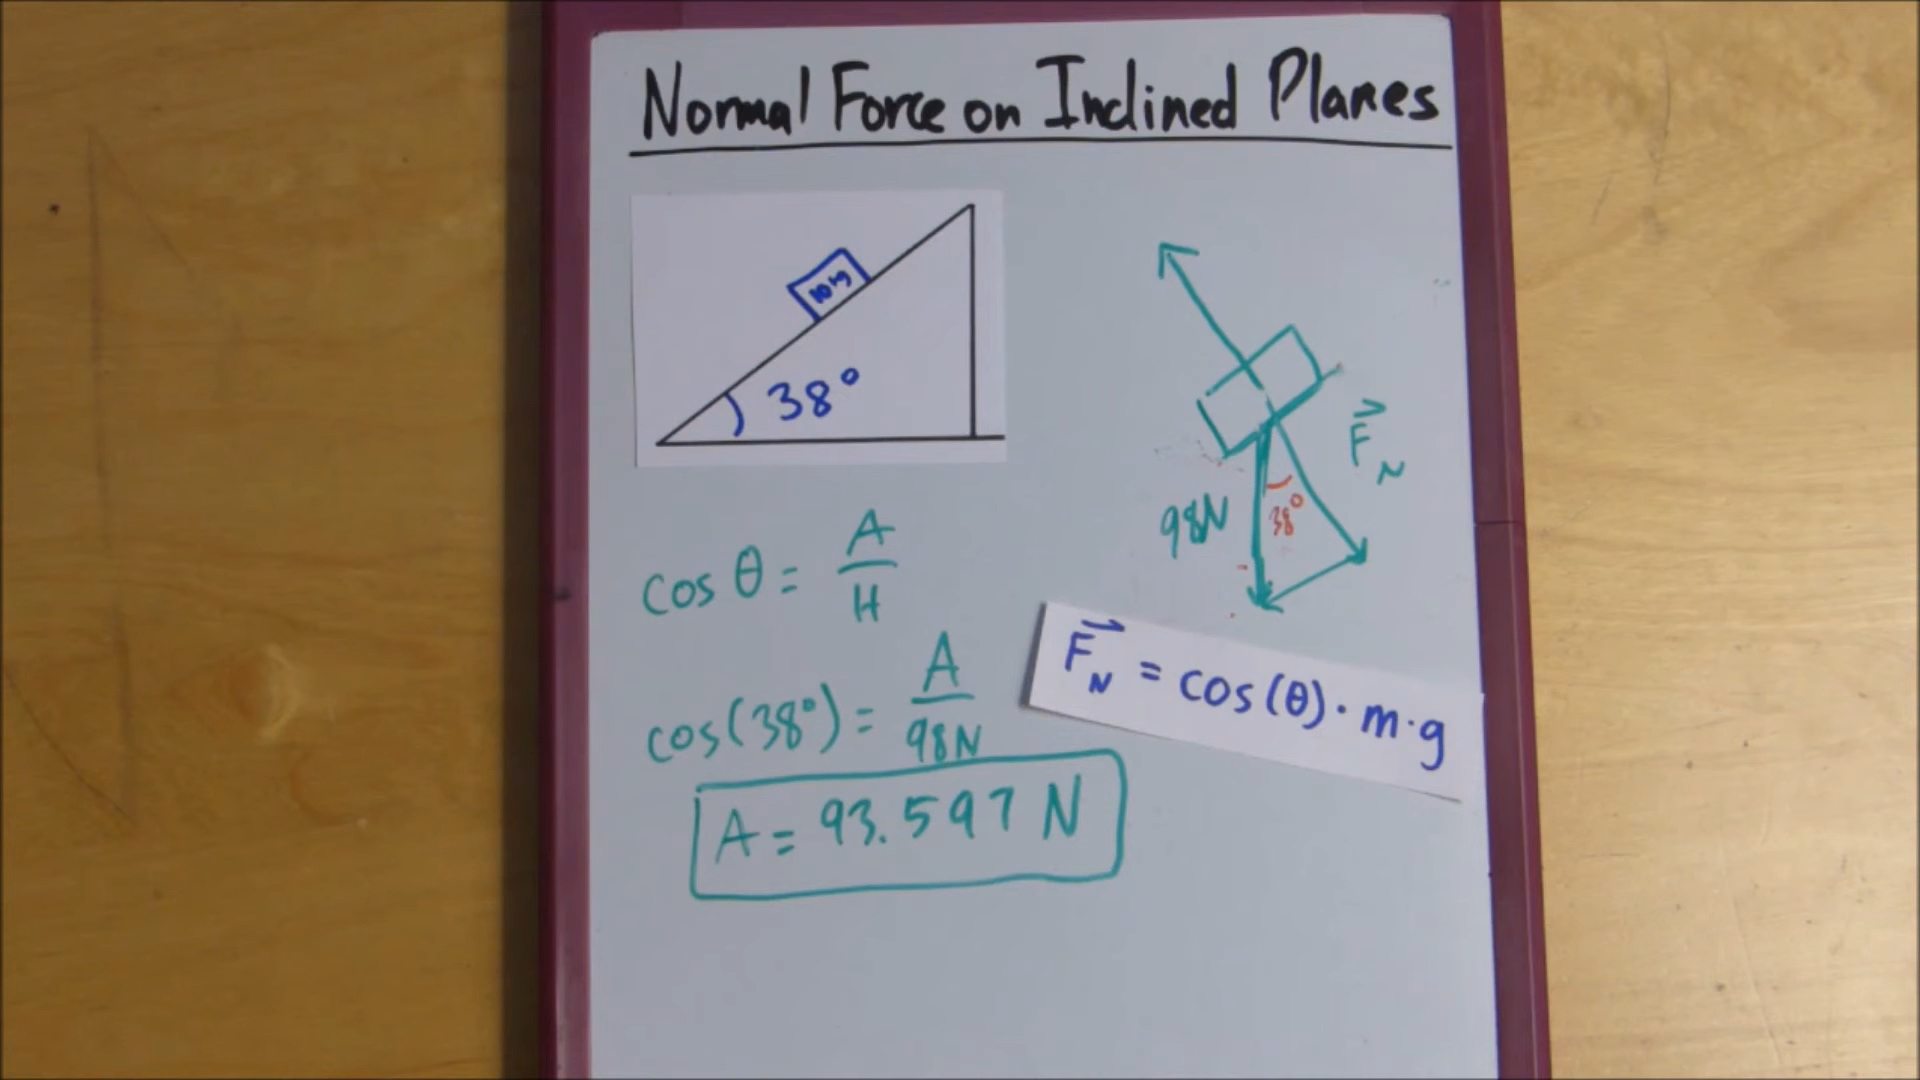 Normal Force on Inclined Planes
10kg
38°
F N
98N
38°
cos θ = A / H
cos(38°) = A / 98N
F N = cos(θ)·m·g
A = 93.597 N